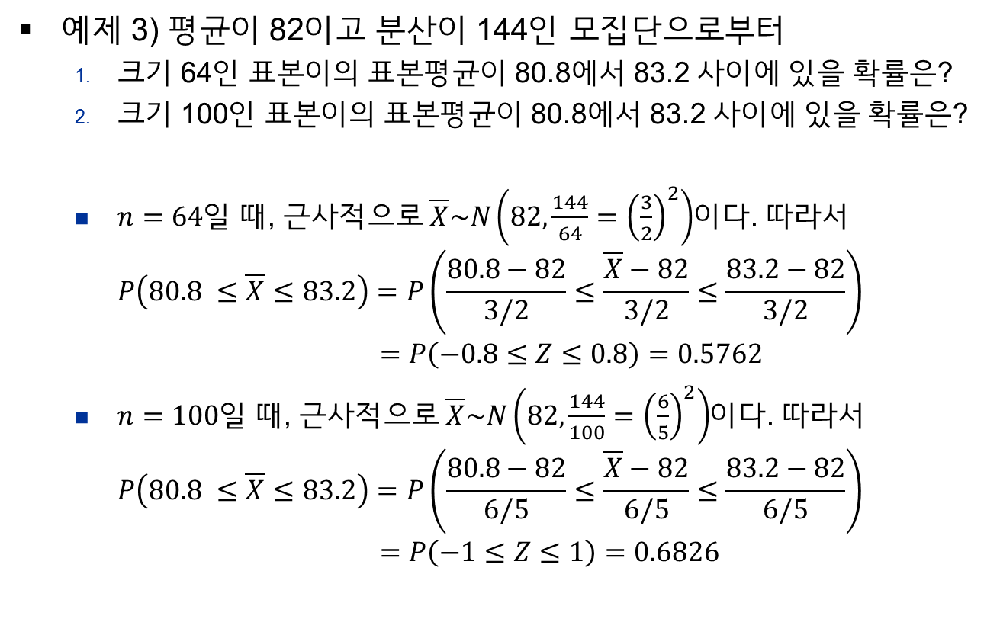 ▪ 예제 3) 평균이 82이고 분산이 144인 모집단으로부터
1. 크기 64인 표본이의 표본평균이 80.8에서 83.2 사이에 있을 확률은?
2. 크기 100인 표본이의 표본평균이 80.8에서 83.2 사이에 있을 확률은?
■ $n = 64$일 때, 근사적으로 $\overline{X} \sim N\left(82, \frac{144}{64} = \left(\frac{3}{2}\right)^2\right)$이다. 따라서
$P(80.8 \le \overline{X} \le 83.2) = P\left(\frac{80.8 - 82}{3/2} \le \frac{\overline{X} - 82}{3/2} \le \frac{83.2 - 82}{3/2}\right)$
$= P(-0.8 \le Z \le 0.8) = 0.5762$
■ $n = 100$일 때, 근사적으로 $\overline{X} \sim N\left(82, \frac{144}{100} = \left(\frac{6}{5}\right)^2\right)$이다. 따라서
$P(80.8 \le \overline{X} \le 83.2) = P\left(\frac{80.8 - 82}{6/5} \le \frac{\overline{X} - 82}{6/5} \le \frac{83.2 - 82}{6/5}\right)$
$= P(-1 \le Z \le 1) = 0.6826$